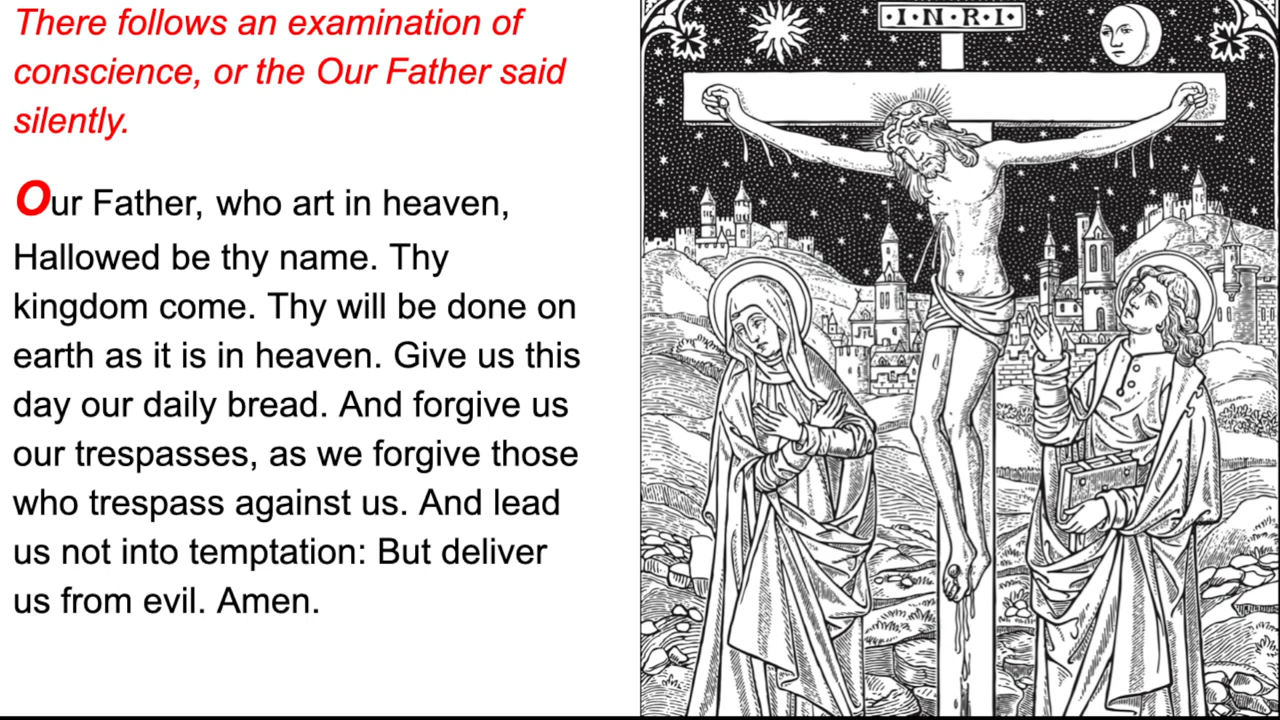 There follows an examination of
conscience, or the Our Father said
silently.
Our Father, who art in heaven,
Hallowed be thy name. Thy
kingdom come. Thy will be done on
earth as it is in heaven. Give us this
day our daily bread. And forgive us
our trespasses, as we forgive those
who trespass against us. And lead
us not into temptation: But deliver
us from evil. Amen.
·I·N·R·I·